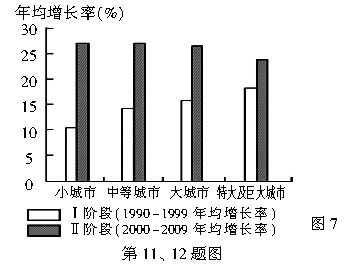 年均增长率(%)
30
25
20
15
10
5
0
小城市 中等城市 大城市 特大及巨大城市
Ⅰ阶段(1990-1999 年均增长率)
Ⅱ阶段(2000-2009 年均增长率)
图 7
第 11、12题图